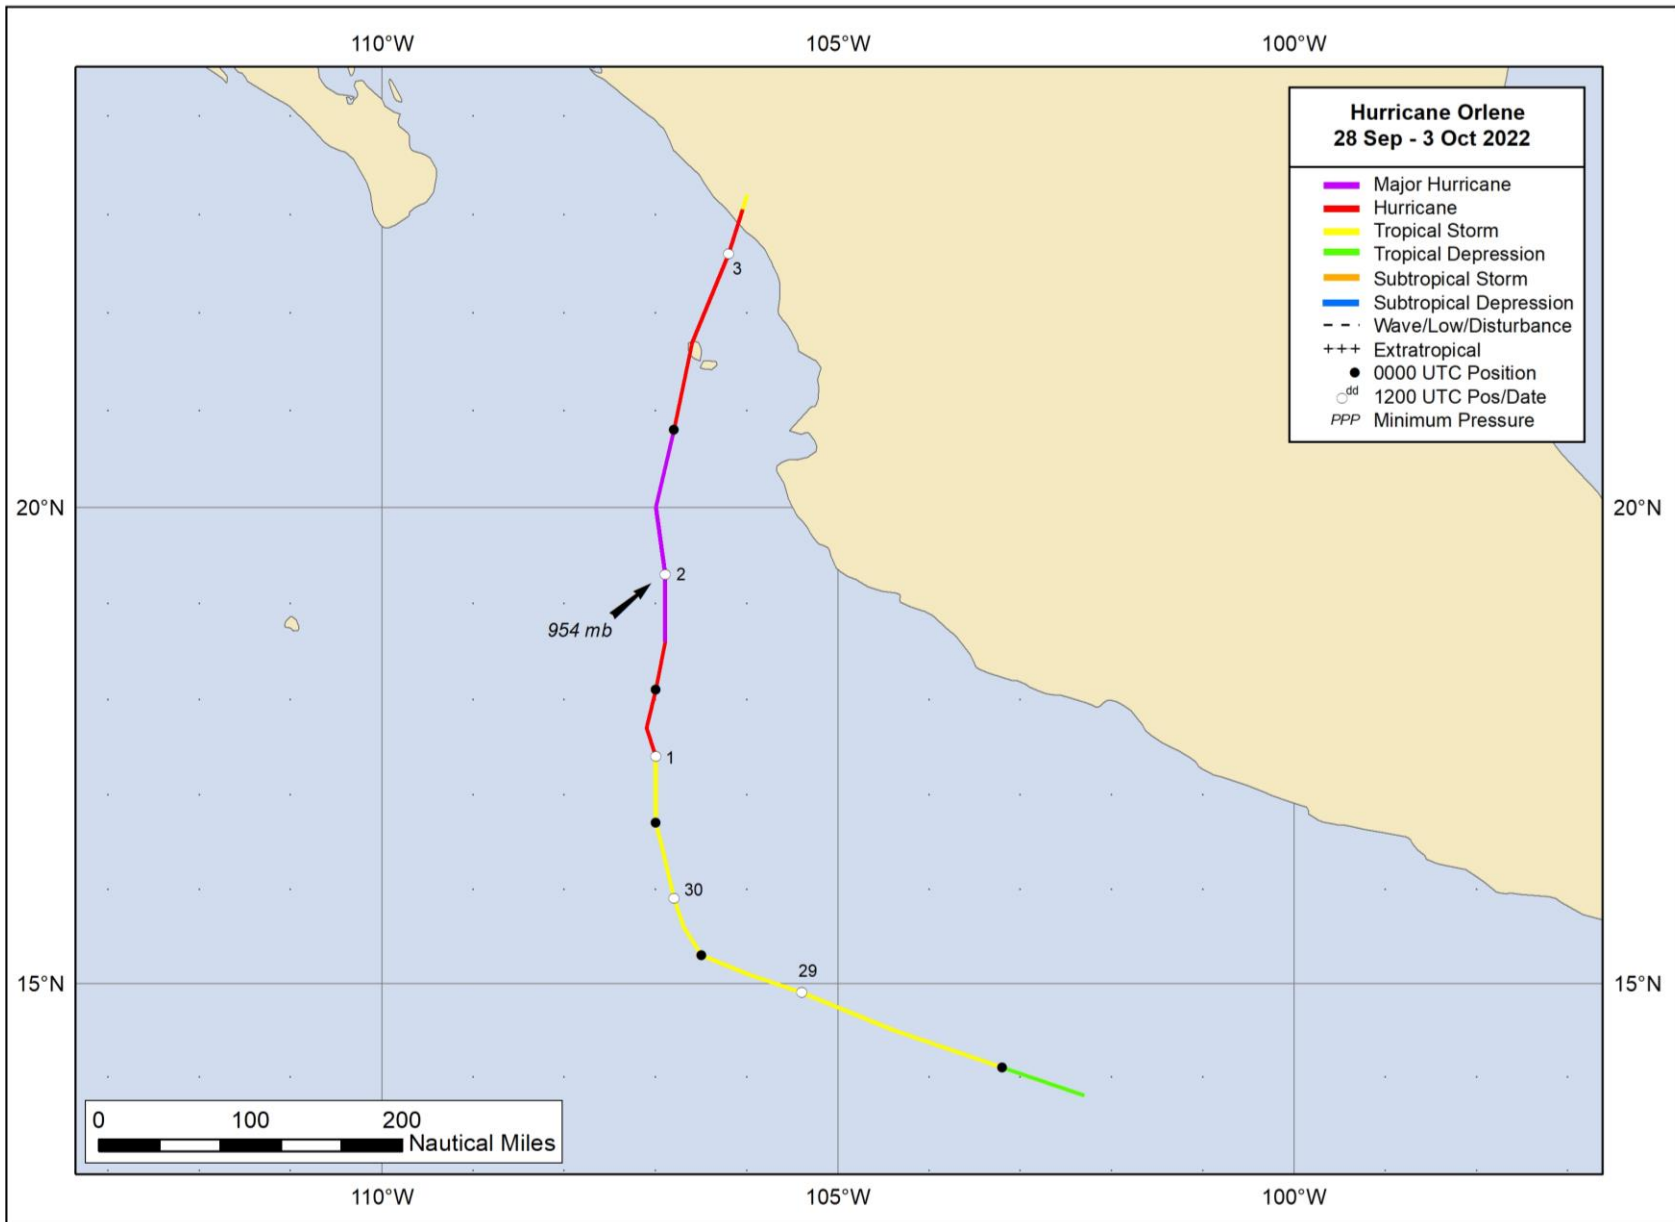 110°W 105°W 100°W
Hurricane Orlene
28 Sep - 3 Oct 2022
Major Hurricane
Hurricane
Tropical Storm
Tropical Depression
Subtropical Storm
Subtropical Depression
Wave/Low/Disturbance
+++ Extratropical
0000 UTC Position
dd 1200 UTC Pos/Date
PPP Minimum Pressure
3
20°N 20°N
2
954 mb
1
30
29
15°N 15°N
0 100 200
Nautical Miles
110°W 105°W 100°W